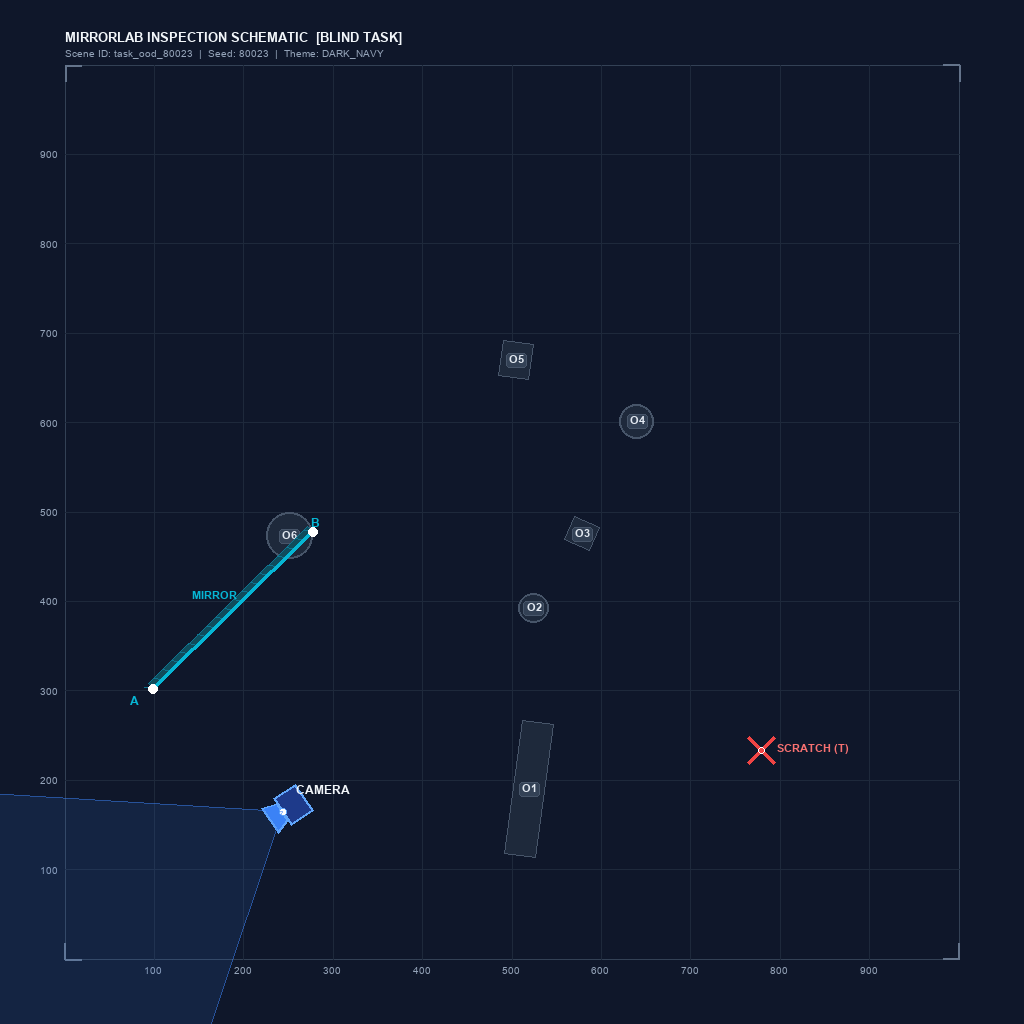 MIRRORLAB INSPECTION SCHEMATIC [BLIND TASK]
Scene ID: task_ood_80023 | Seed: 80023 | Theme: DARK_NAVY
900
800
700
O5
600
O4
500
B
O6
O3
400
MIRROR
O2
300
A
SCRATCH (T)
200
CAMERA
O1
100
100 200 300 400 500 600 700 800 900